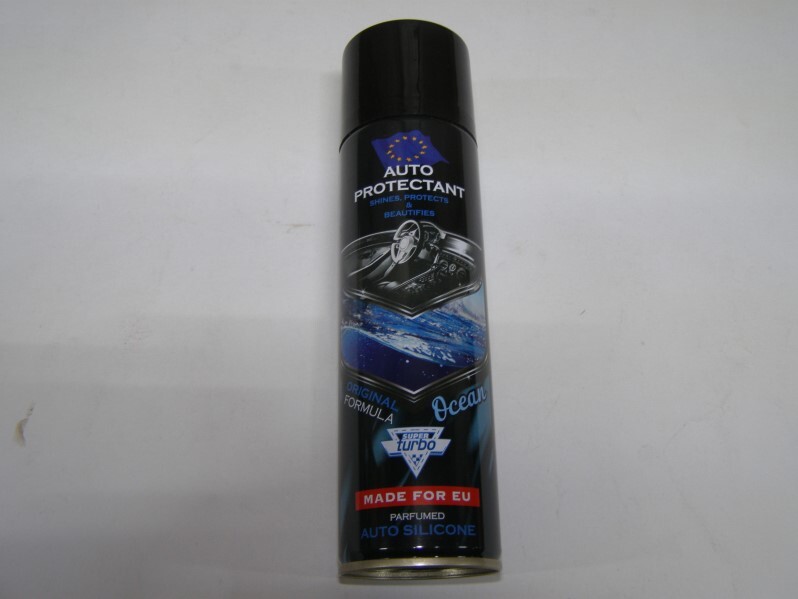 AUTO
PROTECTANT
SHINES, PROTECTS
&
BEAUTIFIES
ORIGINAL
FORMULA
Ocean
SUPER
turbo
MADE FOR EU
PARFUMED
AUTO SILICONE